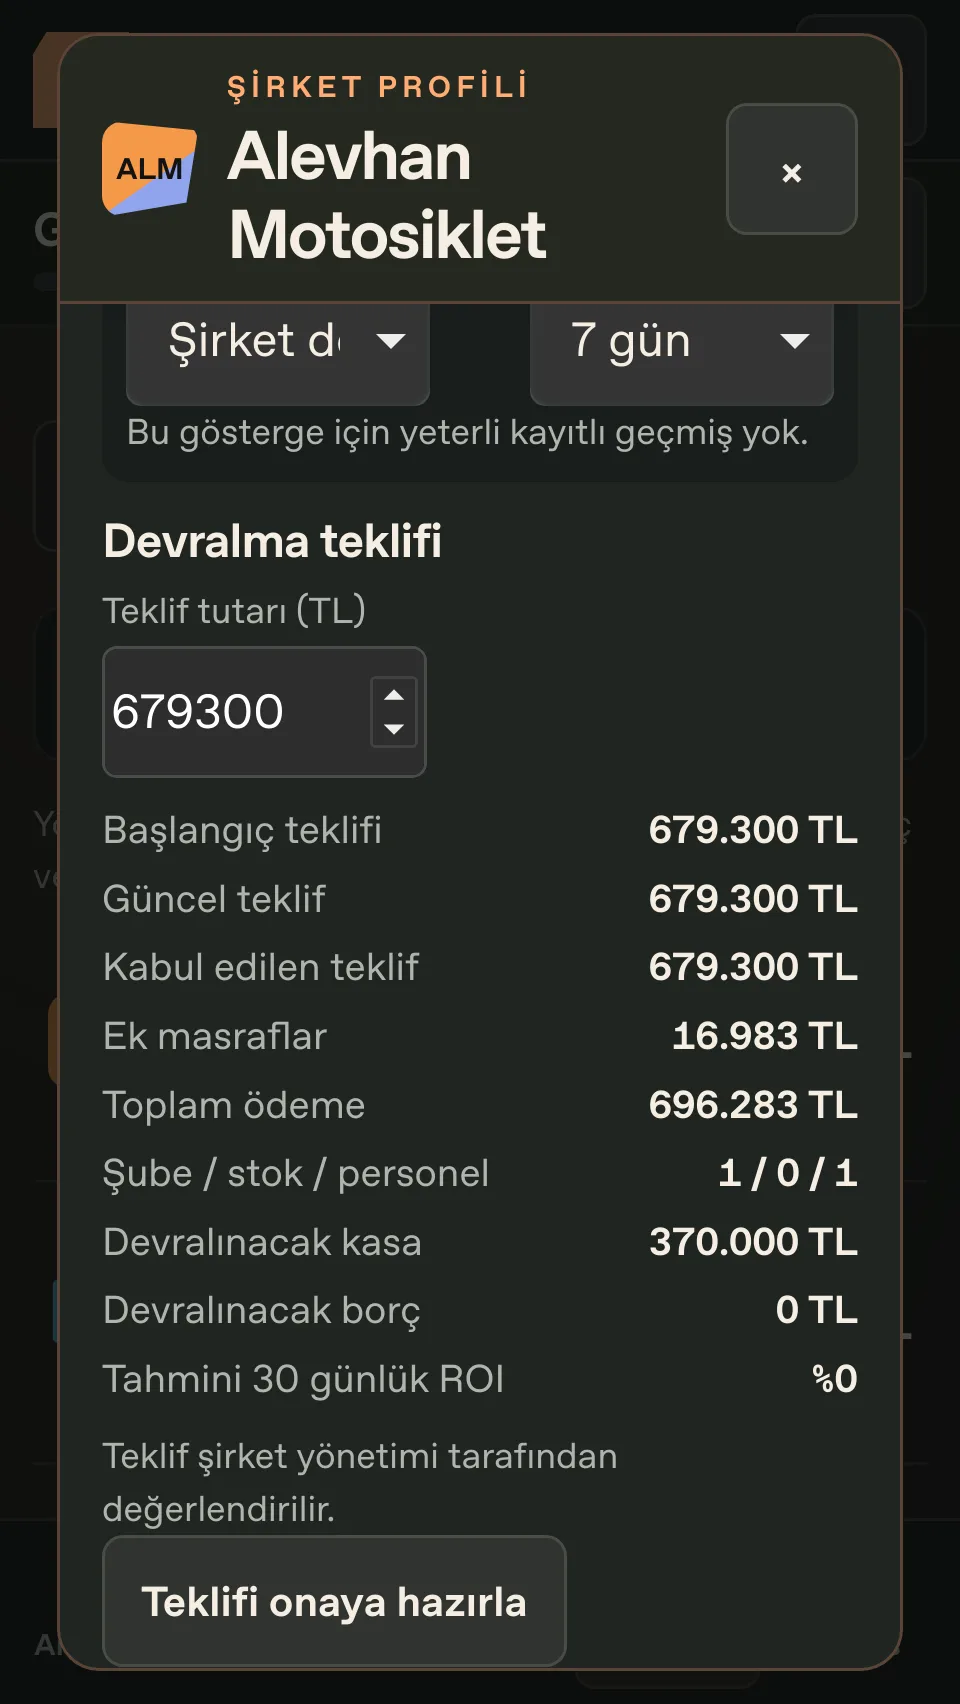 ŞİRKET PROFİLİ
ALM
Alevhan
Motosiklet
×
Şirket
7 gün
Bu gösterge için yeterli kayıtlı geçmiş yok.
Devralma teklifi
Teklif tutarı (TL)
679300
Başlangıç teklifi 679.300 TL
Güncel teklif 679.300 TL
Kabul edilen teklif 679.300 TL
Ek masraflar 16.983 TL
Toplam ödeme 696.283 TL
Şube / stok / personel 1 / 0 / 1
Devralınacak kasa 370.000 TL
Devralınacak borç 0 TL
Tahmini 30 günlük ROI %0
Teklif şirket yönetimi tarafından
değerlendirilir.
Teklifi onaya hazırla